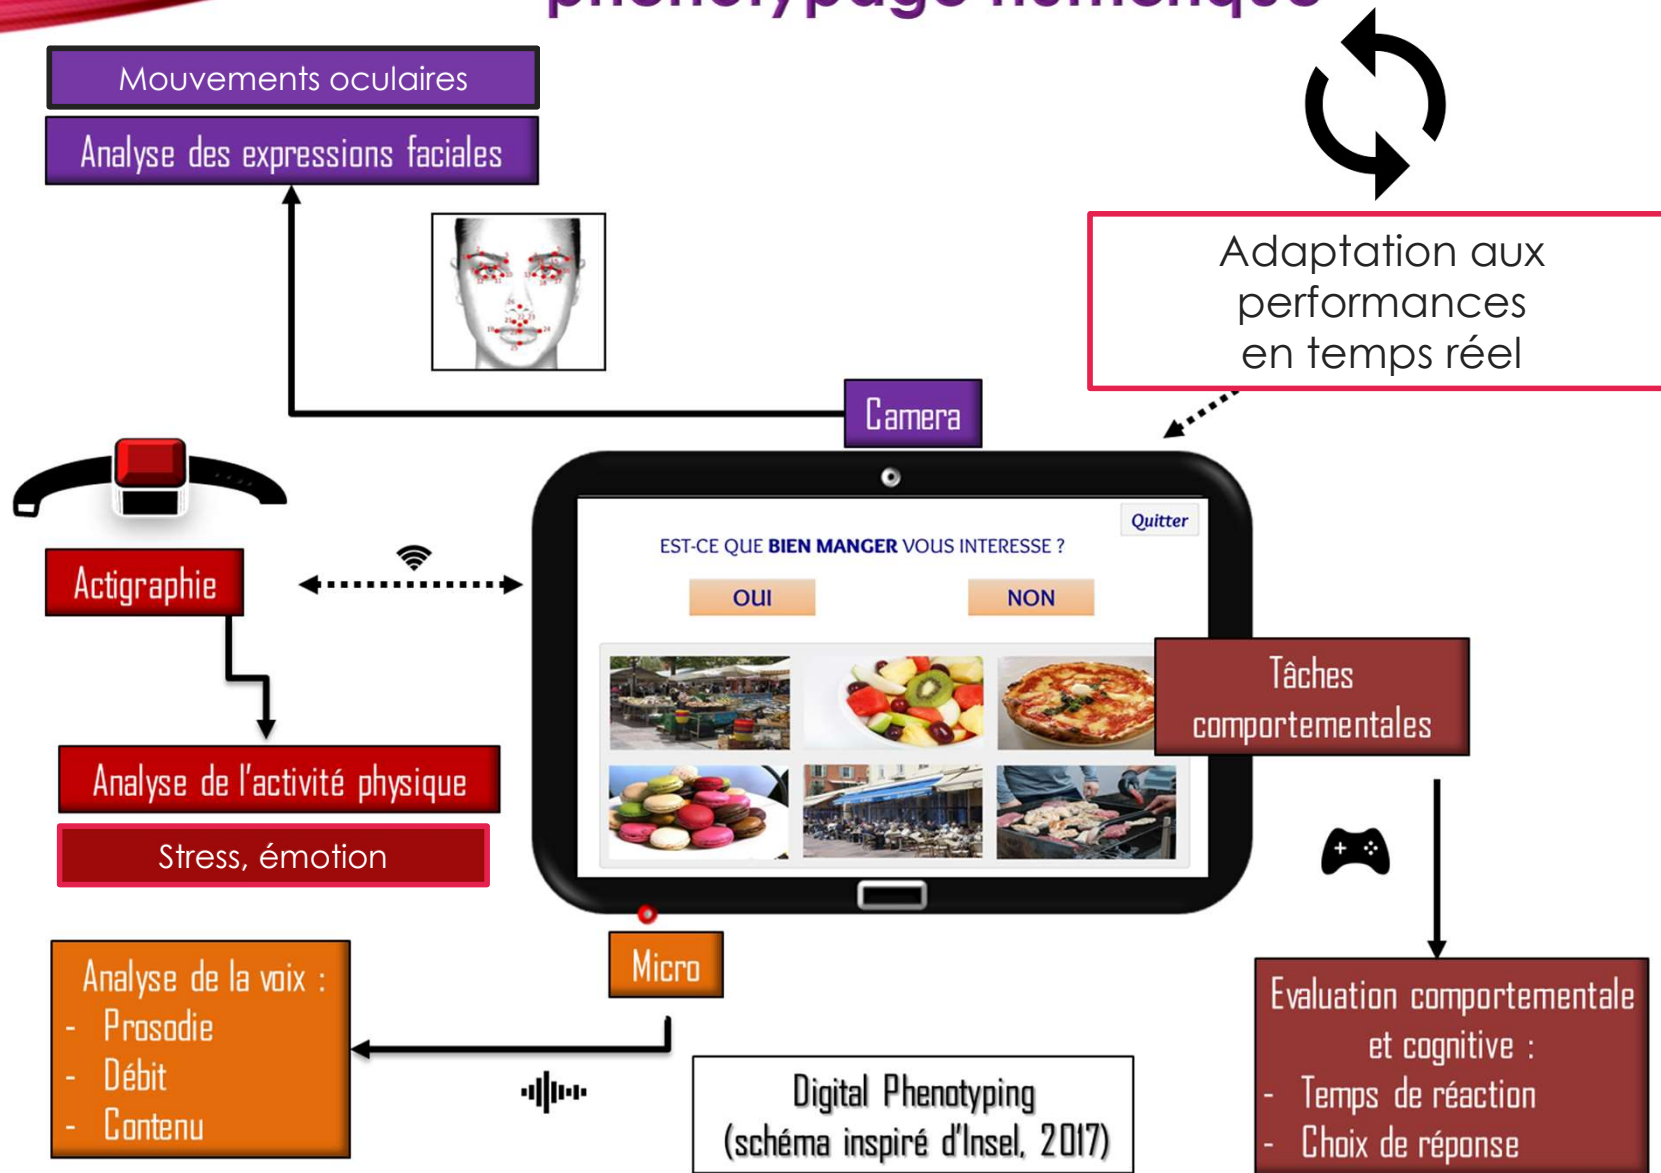 phénotypage numérique
Mouvements oculaires
Analyse des expressions faciales
Adaptation aux
performances
en temps réel
Camera
Quitter
EST-CE QUE BIEN MANGER VOUS INTERESSE ?
OUI
NON
Actigraphie
Tâches
comportementales
Analyse de l'activité physique
Stress, émotion
Micro
Analyse de la voix :
- Prosodie
- Débit
- Contenu
Digital Phenotyping
(schéma inspiré d'Insel, 2017)
Evaluation comportementale
et cognitive :
- Temps de réaction
- Choix de réponse